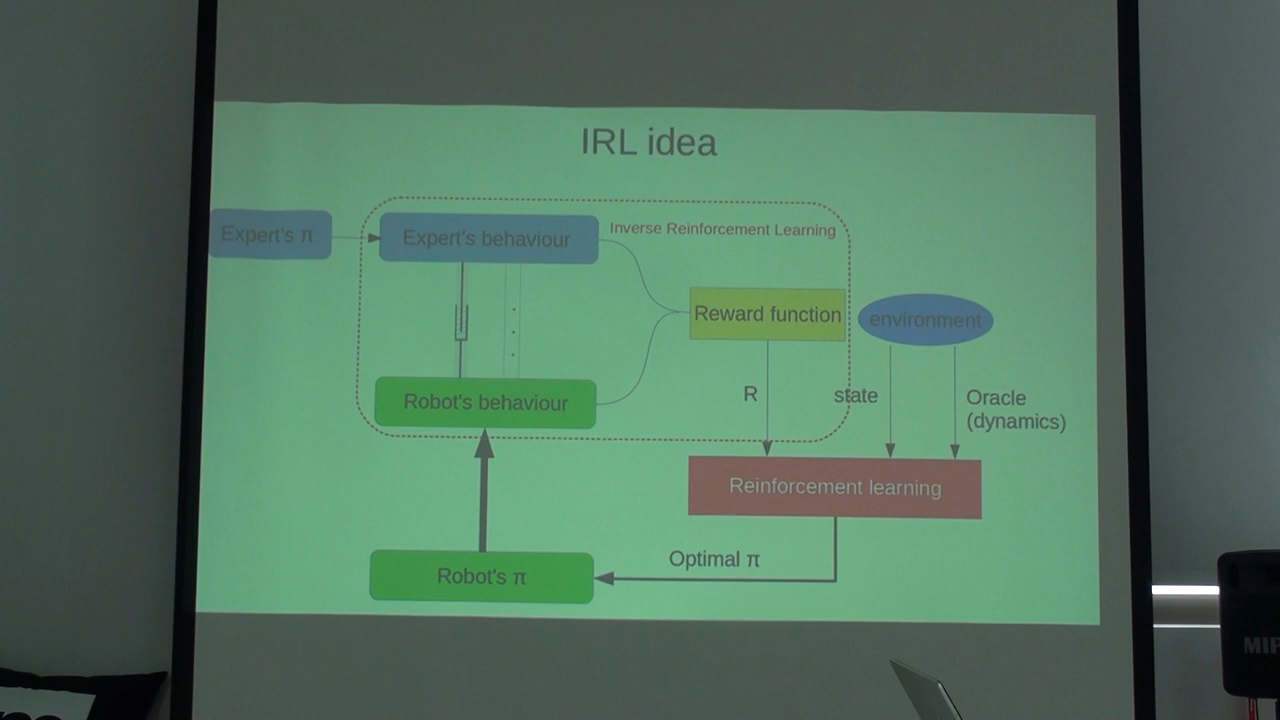 IRL idea
Expert's π
Expert's behaviour
Inverse Reinforcement Learning
Reward function
environment
R
state
Oracle
(dynamics)
Robot's behaviour
Reinforcement learning
Optimal π
Robot's π